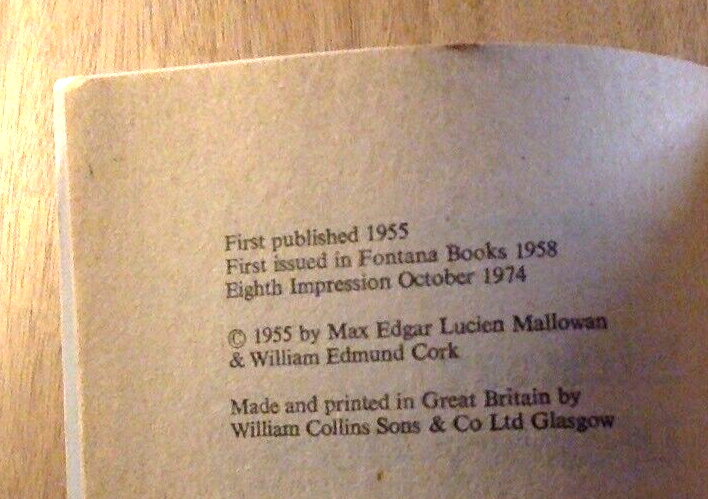 First published 1955
First issued in Fontana Books 1958
Eighth Impression October 1974
© 1955 by Max Edgar Lucien Mallowan
& William Edmund Cork
Made and printed in Great Britain by
William Collins Sons & Co Ltd Glasgow